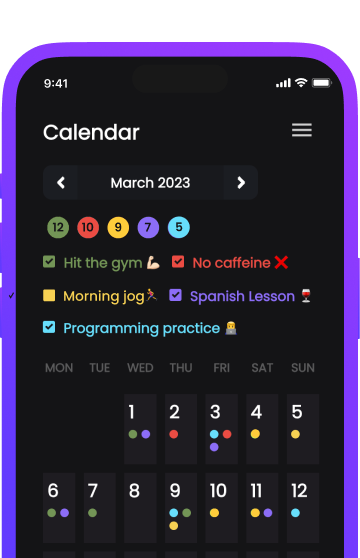 9:41
Calendar
March 2023
12 10 9 7 5
Hit the gym 💪🏻 No caffeine ❌
Morning jog🏃 Spanish Lesson 🍷
Programming practice 👩‍💻
MON TUE WED THU FRI SAT SUN
1 2 3 4 5
6 7 8 9 10 11 12